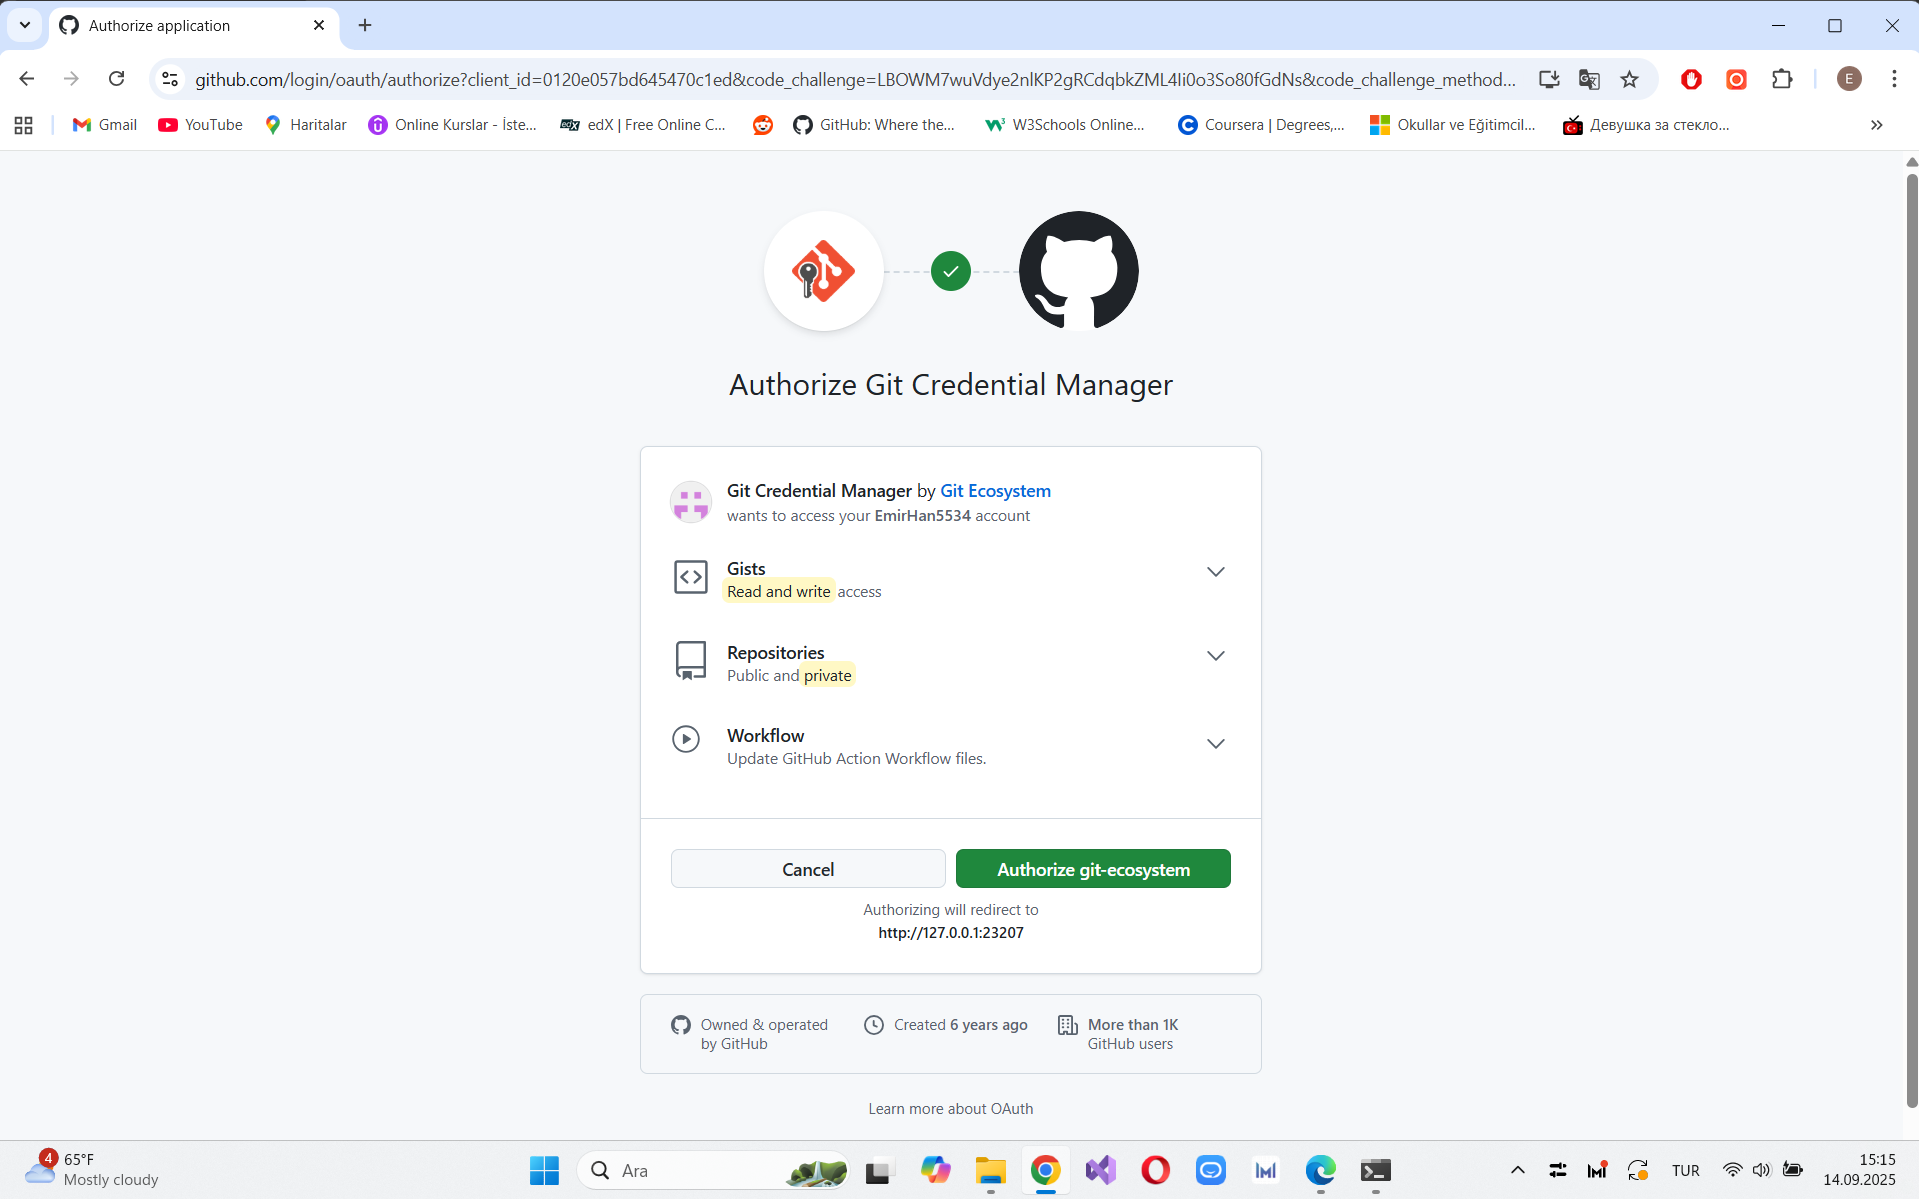 Authorize application
github.com/login/oauth/authorize?client_id=0120e057bd645470c1ed&code_challenge=LBOWM7wuVdye2nlKP2gRCdqbkZML4Ii0o3So80fGdNs&code_challenge_method...
E
Gmail
YouTube
Haritalar
Online Kurslar - İste...
edX | Free Online C...
GitHub: Where the...
W3Schools Online...
Coursera | Degrees,...
Okullar ve Eğitimcil...
Девушка за стекло...
Authorize Git Credential Manager
Git Credential Manager by Git Ecosystem
wants to access your EmirHan5534 account
Gists
Read and write access
Repositories
Public and private
Workflow
Update GitHub Action Workflow files.
Cancel
Authorize git-ecosystem
Authorizing will redirect to
http://127.0.0.1:23207
Owned & operated
by GitHub
Created 6 years ago
More than 1K
GitHub users
Learn more about OAuth
4
65°F
Mostly cloudy
Ara
TUR
15:15
14.09.2025